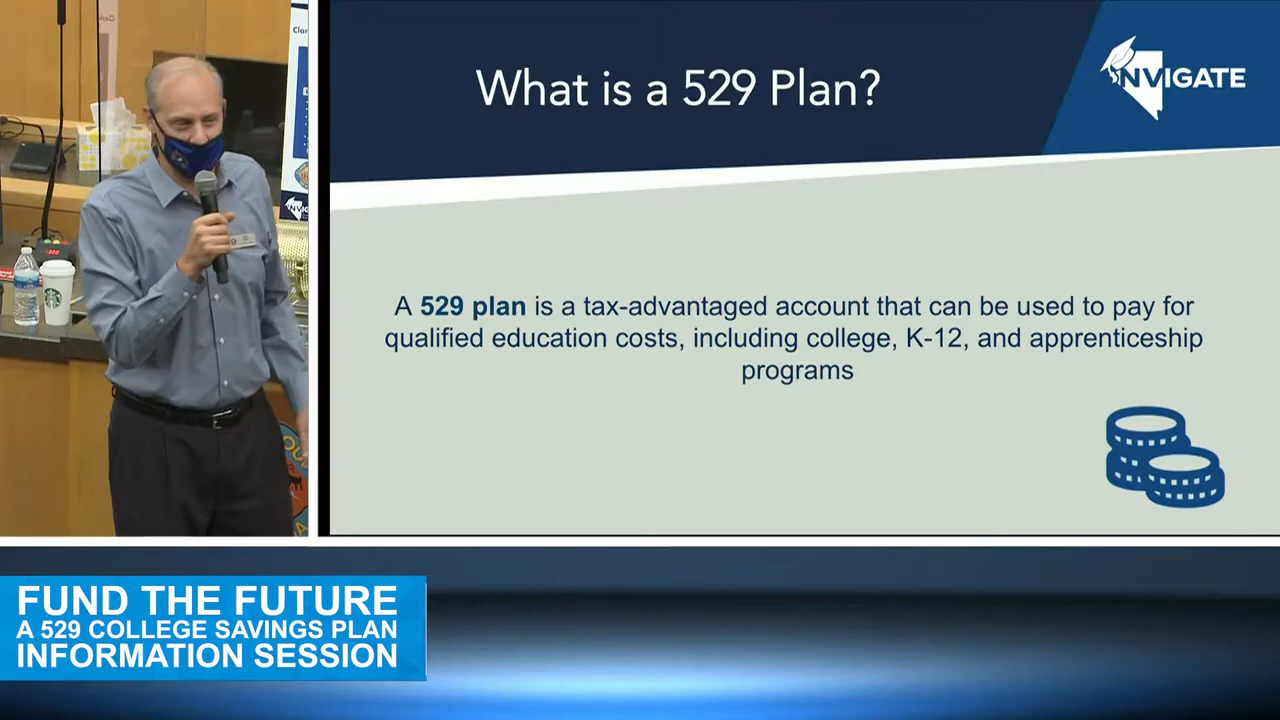 What is a 529 Plan?
NVIGATE
A 529 plan is a tax-advantaged account that can be used to pay for
qualified education costs, including college, K-12, and apprenticeship
programs
FUND THE FUTURE
A 529 COLLEGE SAVINGS PLAN
INFORMATION SESSION